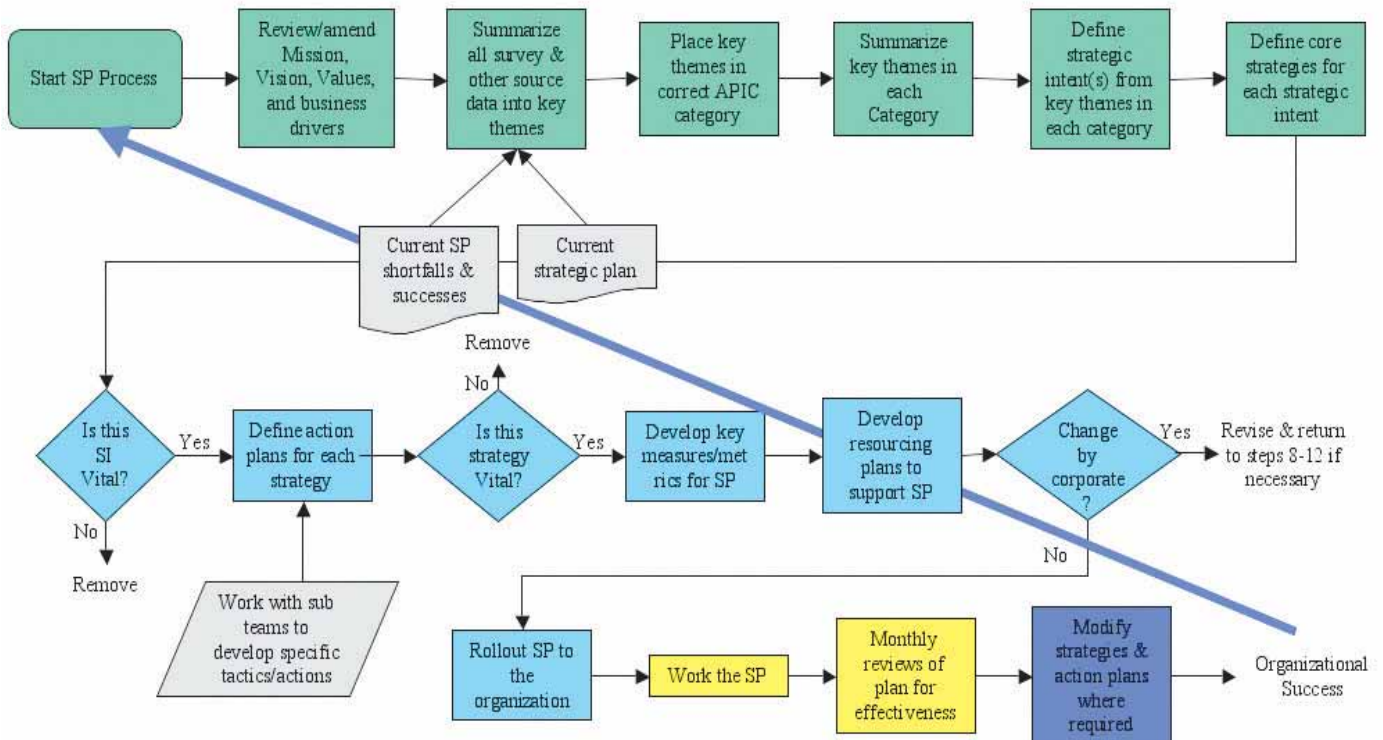 Start SP Process
Review/amend
Mission,
Vision, Values,
and business
drivers
Summarize
all survey &
other source
data into key
themes
Place key
themes in
correct APIC
category
Summarize
key themes in
each
Category
Define
strategic
intent(s) from
key themes in
each category
Define core
strategies for
each strategic
intent
Current SP
shortfalls &
successes
Current
strategic plan
Is this
SI
Vital?
Yes
No
Remove
Define action
plans for each
strategy
Work with sub
teams to
develop specific
tactics/actions
Remove
No
Is this
strategy
Vital?
Yes
Develop key
measures/met
rics for SP
Develop
resourcing
plans to
support SP
Change
by
corporate
?
Yes
Revise & return
to steps 8-12 if
necessary
No
Rollout SP to
the
organization
Work the SP
Monthly
reviews of
plan for
effectiveness
Modify
strategies &
action plans
where
required
Organizational
Success